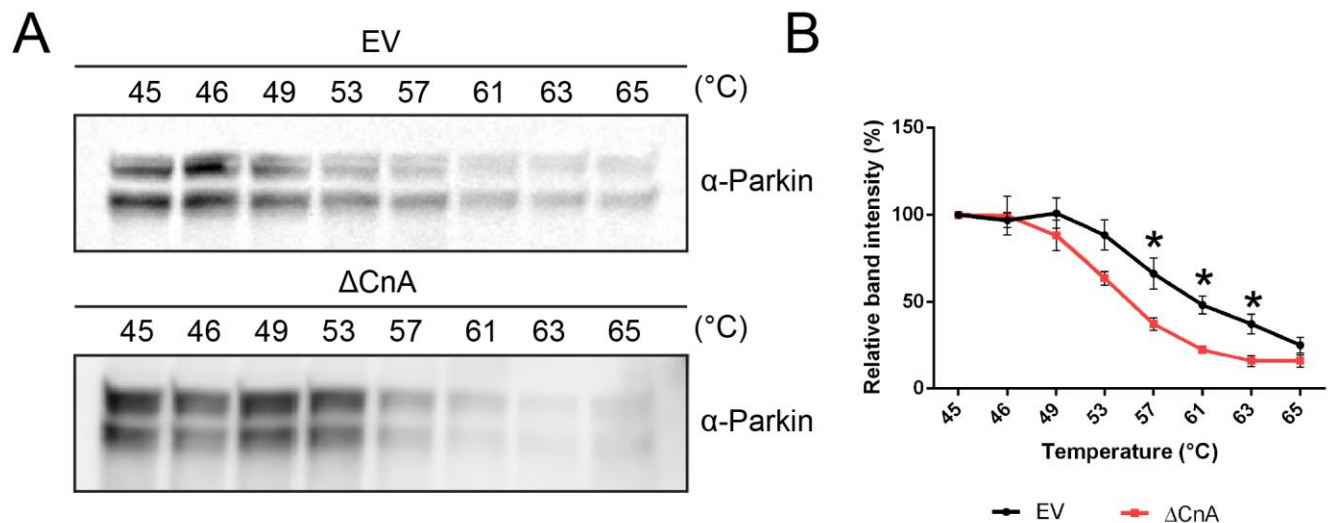 A
EV
45 46 49 53 57 61 63 65 (°C)
α-Parkin
ΔCnA
45 46 49 53 57 61 63 65 (°C)
α-Parkin
B
Relative band intensity (%)
150
100
50
0
* * *
45 46 49 53 57 61 63 65
Temperature (°C)
EV ΔCnA